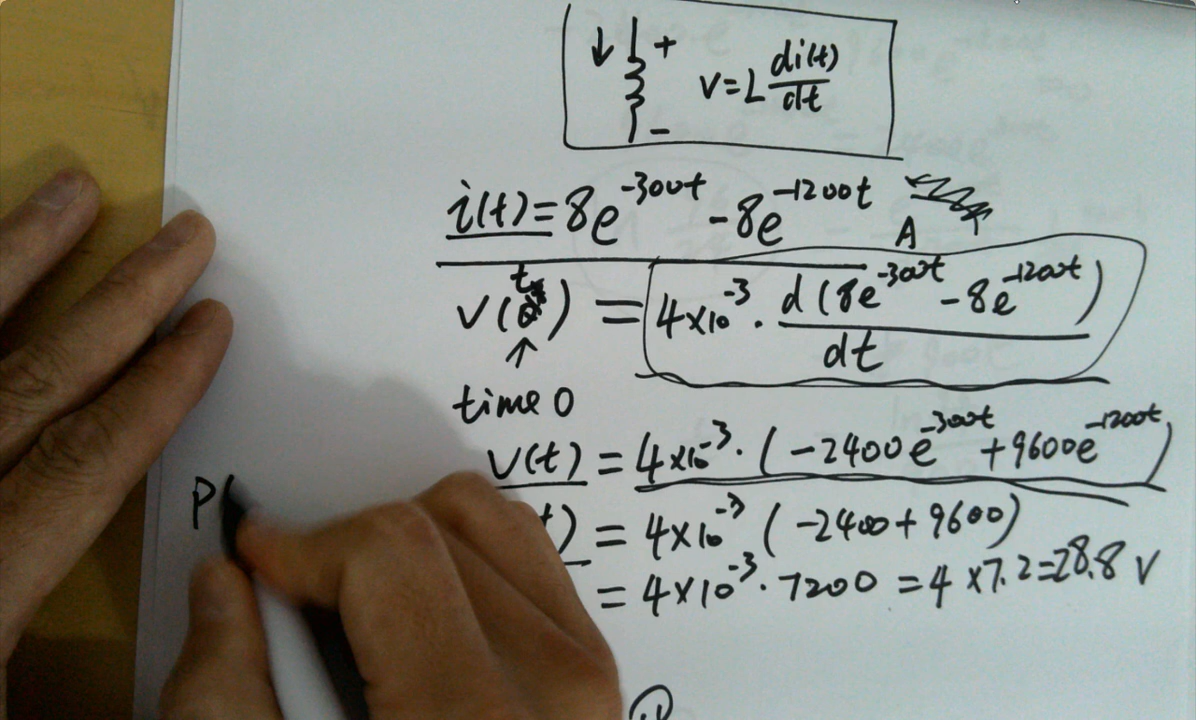 ↓ + V=L di(t)/dt
−
i(t)=8e^-300t -8e^-1200t A
v(t) = 4×10^-3 · d(8e^-300t -8e^-1200t)/dt
↑
time 0
v(t) = 4×10^-3 · (-2400e^-300t +9600e^-1200t)
t) = 4×10^-3 (-2400+9600)
= 4×10^-3 · 7200 = 4×7.2=28.8 V
P(